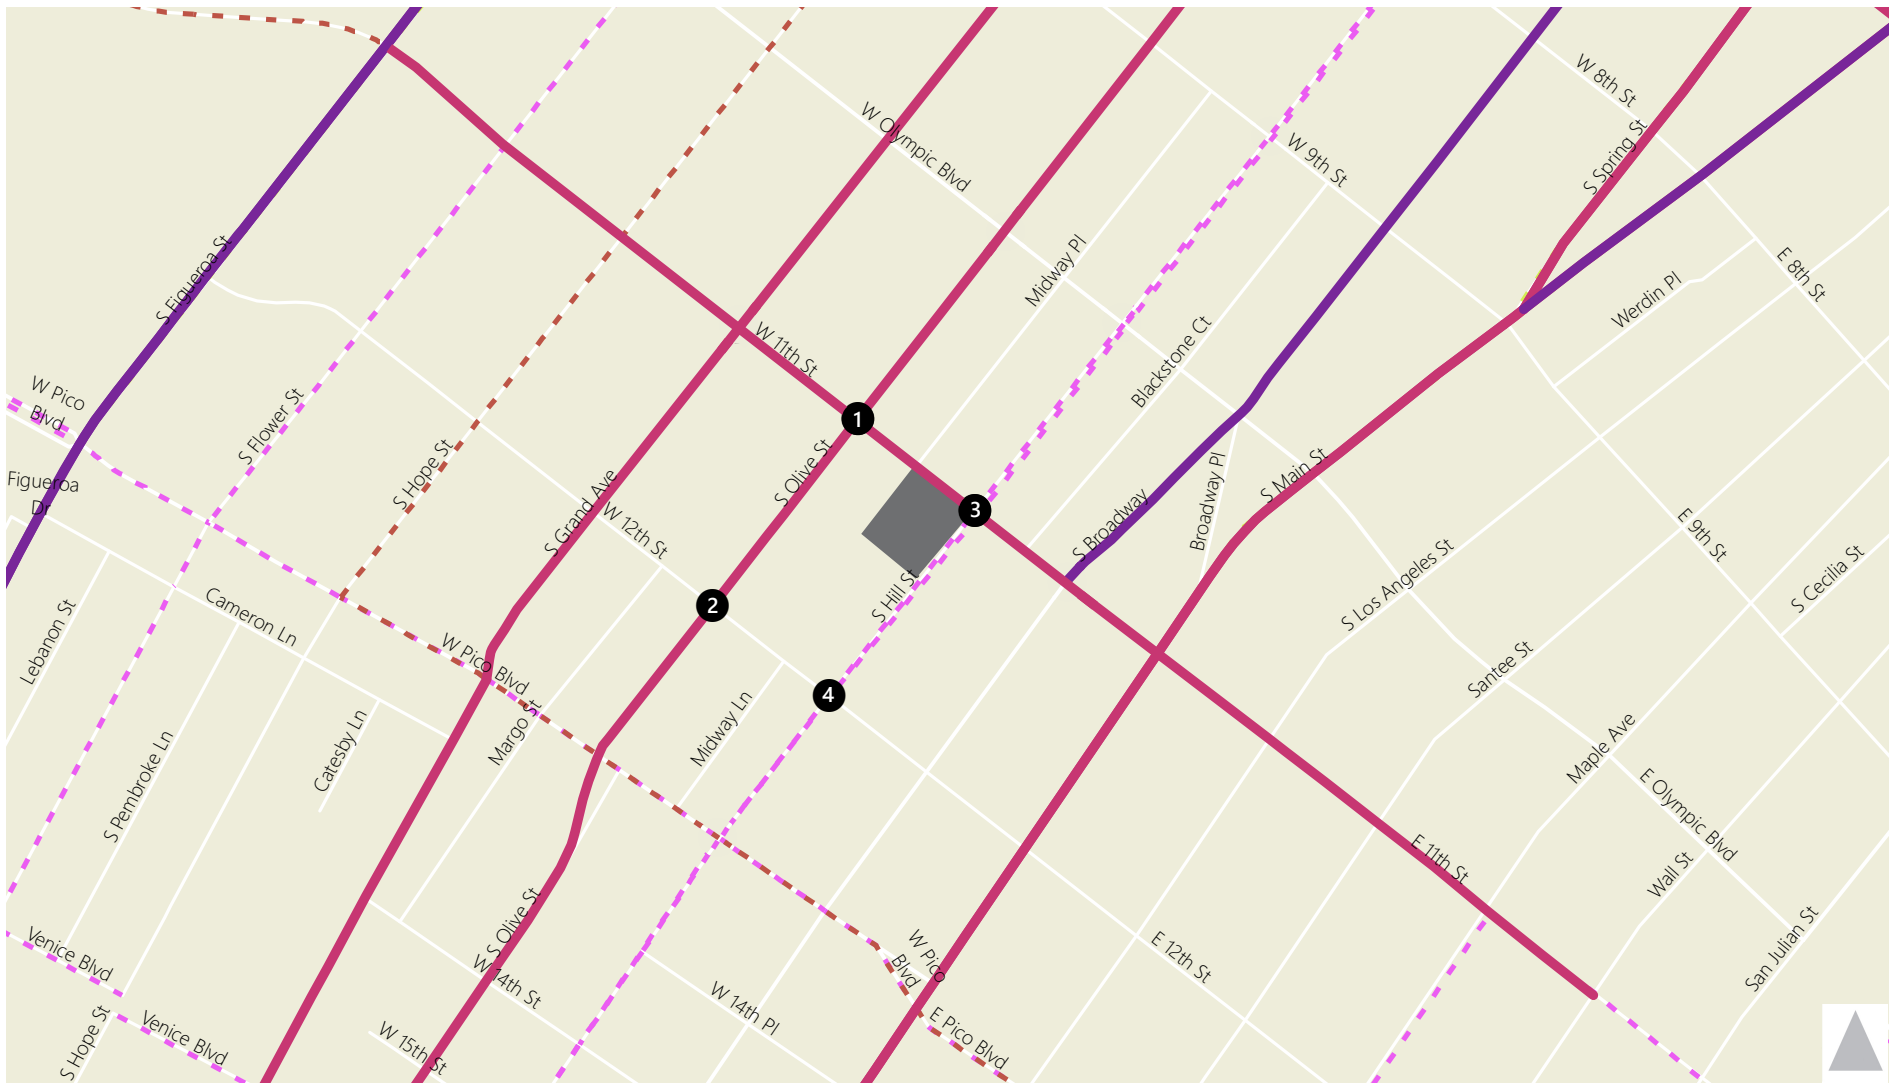 W 8th St
W Olympic Blvd
S Spring St
W 9th St
S Figueroa St
Midway Pl
E 8th St
Werdin Pl
W 11th St
Blackstone Ct
W Pico
Blvd
S Flower St
1
S Hope St
S Olive St
Figueroa
Dr
S Grand Ave
W 12th St
3
S Broadway
Broadway Pl
S Main St
E 9th St
S Los Angeles St
S Cecilia St
Lebanon St
Cameron Ln
2
S Hill St
W Pico Blvd
4
Santee St
Margo St
Midway Ln
Catesby Ln
S Pembroke Ln
Maple Ave
E Olympic Blvd
E 11th St
Wall St
Venice Blvd
S Olive St
W 14th St
W Pico
Blvd
E 12th St
San Julian St
S Hope St
Venice Blvd
W 15th St
W 14th Pl
E Pico Blvd